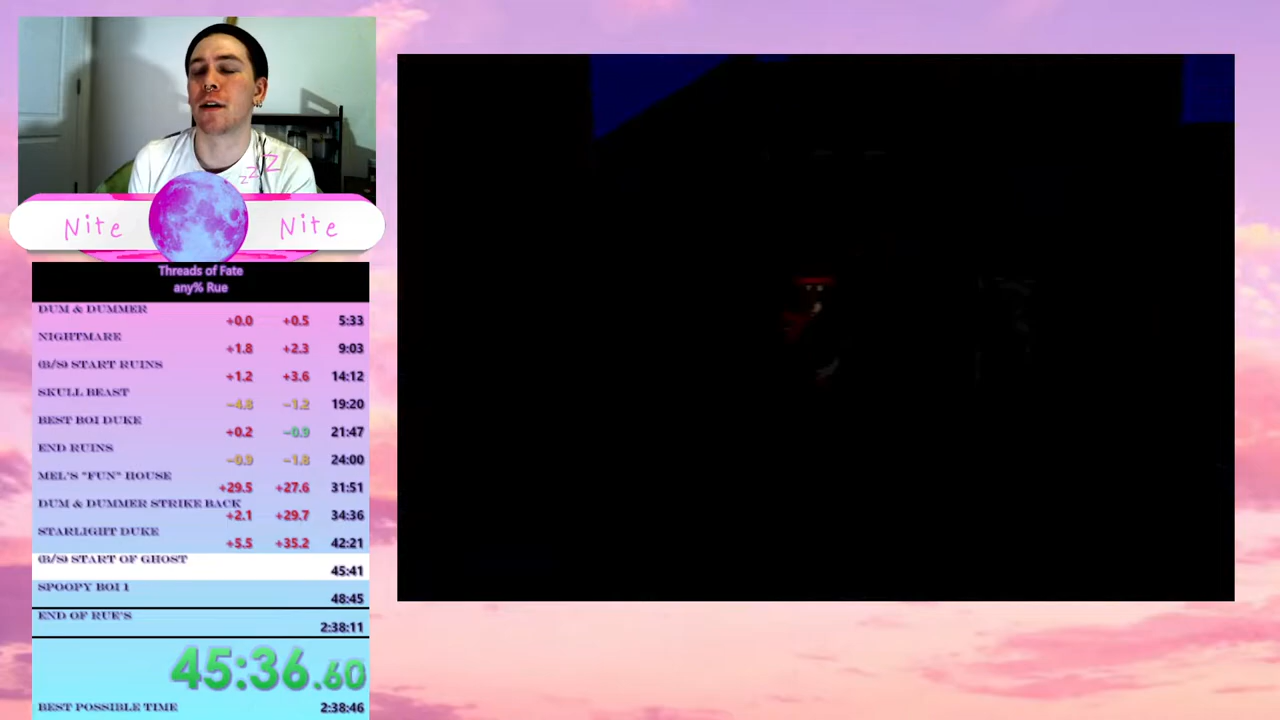 z z Z
Nite Nite
Threads of Fate
any% Rue
DUM & DUMMER
+0.0 +0.5 5:33
NIGHTMARE
+1.8 +2.3 9:03
(B/S) START RUINS
+1.2 +3.6 14:12
SKULL BEAST
-4.8 -1.2 19:20
BEST BOI DUKE
+0.2 -0.9 21:47
END RUINS
-0.9 -1.8 24:00
MEL'S "FUN" HOUSE
+29.5 +27.6 31:51
DUM & DUMMER STRIKE BACK
+2.1 +29.7 34:36
STARLIGHT DUKE
+5.5 +35.2 42:21
(B/S) START OF GHOST
45:41
SPOOPY BOI 1
48:45
END OF RUE'S
2:38:11
45:36.60
BEST POSSIBLE TIME 2:38:46